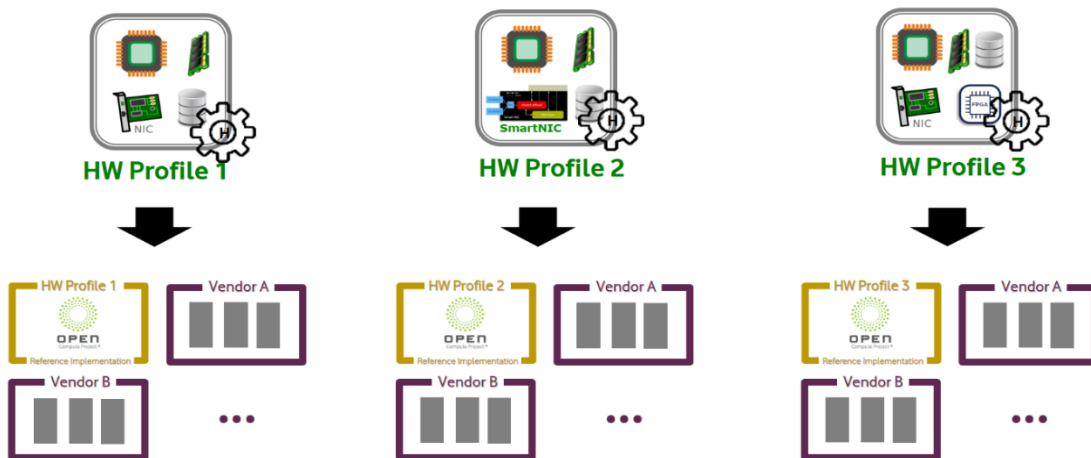 NIC
H
HW Profile 1
SmartNIC
H
HW Profile 2
NIC
FPGA
H
HW Profile 3
HW Profile 1
OPEN
Compute Project ®
Reference Implementation
Vendor A
Vendor B
HW Profile 2
OPEN
Compute Project ®
Reference Implementation
Vendor A
Vendor B
HW Profile 3
OPEN
Compute Project ®
Reference Implementation
Vendor A
Vendor B